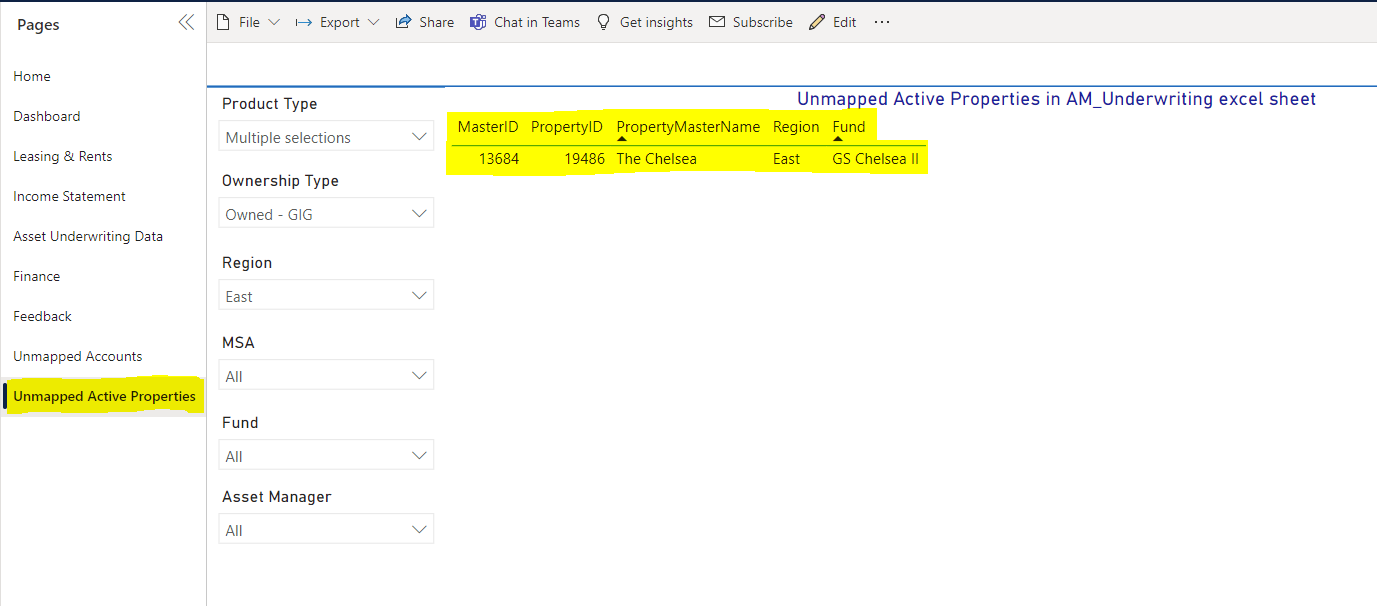 Pages
File Export Share Chat in Teams Get insights Subscribe Edit ...
Home
Dashboard
Leasing & Rents
Income Statement
Asset Underwriting Data
Finance
Feedback
Unmapped Accounts
Unmapped Active Properties
Product Type
Multiple selections
Ownership Type
Owned - GIG
Region
East
MSA
All
Fund
All
Asset Manager
All
Unmapped Active Properties in AM_Underwriting excel sheet
MasterID PropertyID PropertyMasterName Region Fund
13684 19486 The Chelsea East GS Chelsea II